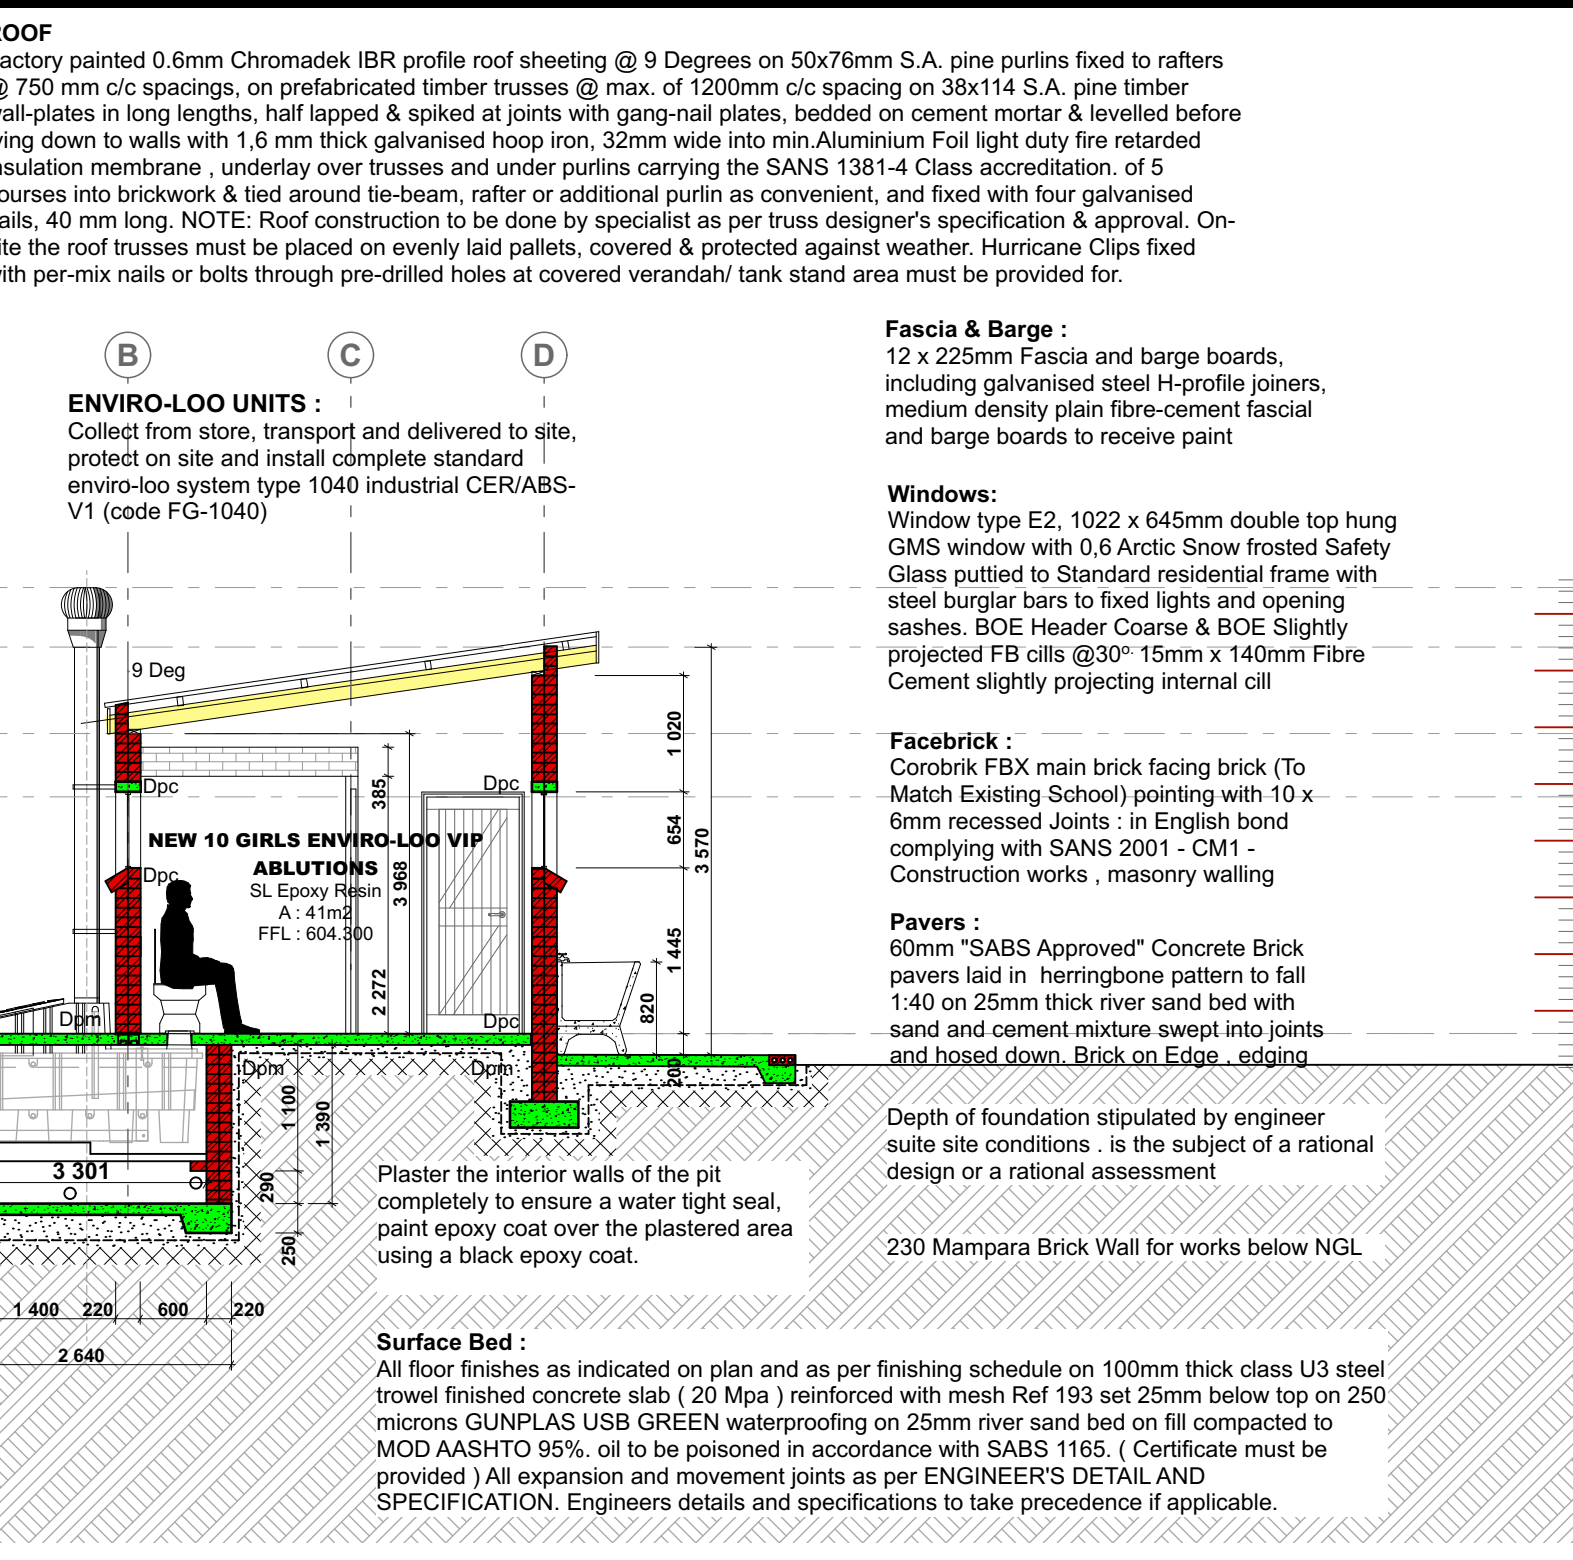 ROOF
actory painted 0.6mm Chromadek IBR profile roof sheeting @ 9 Degrees on 50x76mm S.A. pine purlins fixed to rafters
@ 750 mm c/c spacings, on prefabricated timber trusses @ max. of 1200mm c/c spacing on 38x114 S.A. pine timber
wall-plates in long lengths, half lapped & spiked at joints with gang-nail plates, bedded on cement mortar & levelled before
ying down to walls with 1,6 mm thick galvanised hoop iron, 32mm wide into min.Aluminium Foil light duty fire retarded
nsulation membrane , underlay over trusses and under purlins carrying the SANS 1381-4 Class accreditation. of 5
ourses into brickwork & tied around tie-beam, rafter or additional purlin as convenient, and fixed with four galvanised
ails, 40 mm long. NOTE: Roof construction to be done by specialist as per truss designer's specification & approval. On-
ite the roof trusses must be placed on evenly laid pallets, covered & protected against weather. Hurricane Clips fixed
with per-mix nails or bolts through pre-drilled holes at covered verandah/ tank stand area must be provided for.
B
C
D
ENVIRO-LOO UNITS :
Collect from store, transport and delivered to site,
protect on site and install complete standard
enviro-loo system type 1040 industrial CER/ABS-
V1 (code FG-1040)
Fascia & Barge :
12 x 225mm Fascia and barge boards,
including galvanised steel H-profile joiners,
medium density plain fibre-cement fascial
and barge boards to receive paint
Windows:
Window type E2, 1022 x 645mm double top hung
GMS window with 0,6 Arctic Snow frosted Safety
Glass puttied to Standard residential frame with
steel burglar bars to fixed lights and opening
sashes. BOE Header Coarse & BOE Slightly
projected FB cills @30º. 15mm x 140mm Fibre
Cement slightly projecting internal cill
Facebrick :
Corobrik FBX main brick facing brick (To
Match Existing School) pointing with 10 x
6mm recessed Joints : in English bond
complying with SANS 2001 - CM1 -
Construction works , masonry walling
Pavers :
60mm "SABS Approved" Concrete Brick
pavers laid in herringbone pattern to fall
1:40 on 25mm thick river sand bed with
sand and cement mixture swept into joints
and hosed down. Brick on Edge , edging
9 Deg
Dpc
Dpc
Dpc
Dpc
Dpm
Dpm
Dpm
NEW 10 GIRLS ENVIRO-LOO VIP
ABLUTIONS
SL Epoxy Resin
A : 41m2
FFL : 604.300
385
3 968
2 272
1 020
654
3 570
1 445
820
200
1 100
1 390
290
250
3 301
1 400
220
600
220
2 640
Plaster the interior walls of the pit
completely to ensure a water tight seal,
paint epoxy coat over the plastered area
using a black epoxy coat.
Depth of foundation stipulated by engineer
suite site conditions . is the subject of a rational
design or a rational assessment
230 Mampara Brick Wall for works below NGL
Surface Bed :
All floor finishes as indicated on plan and as per finishing schedule on 100mm thick class U3 steel
trowel finished concrete slab ( 20 Mpa ) reinforced with mesh Ref 193 set 25mm below top on 250
microns GUNPLAS USB GREEN waterproofing on 25mm river sand bed on fill compacted to
MOD AASHTO 95%. oil to be poisoned in accordance with SABS 1165. ( Certificate must be
provided ) All expansion and movement joints as per ENGINEER'S DETAIL AND
SPECIFICATION. Engineers details and specifications to take precedence if applicable.